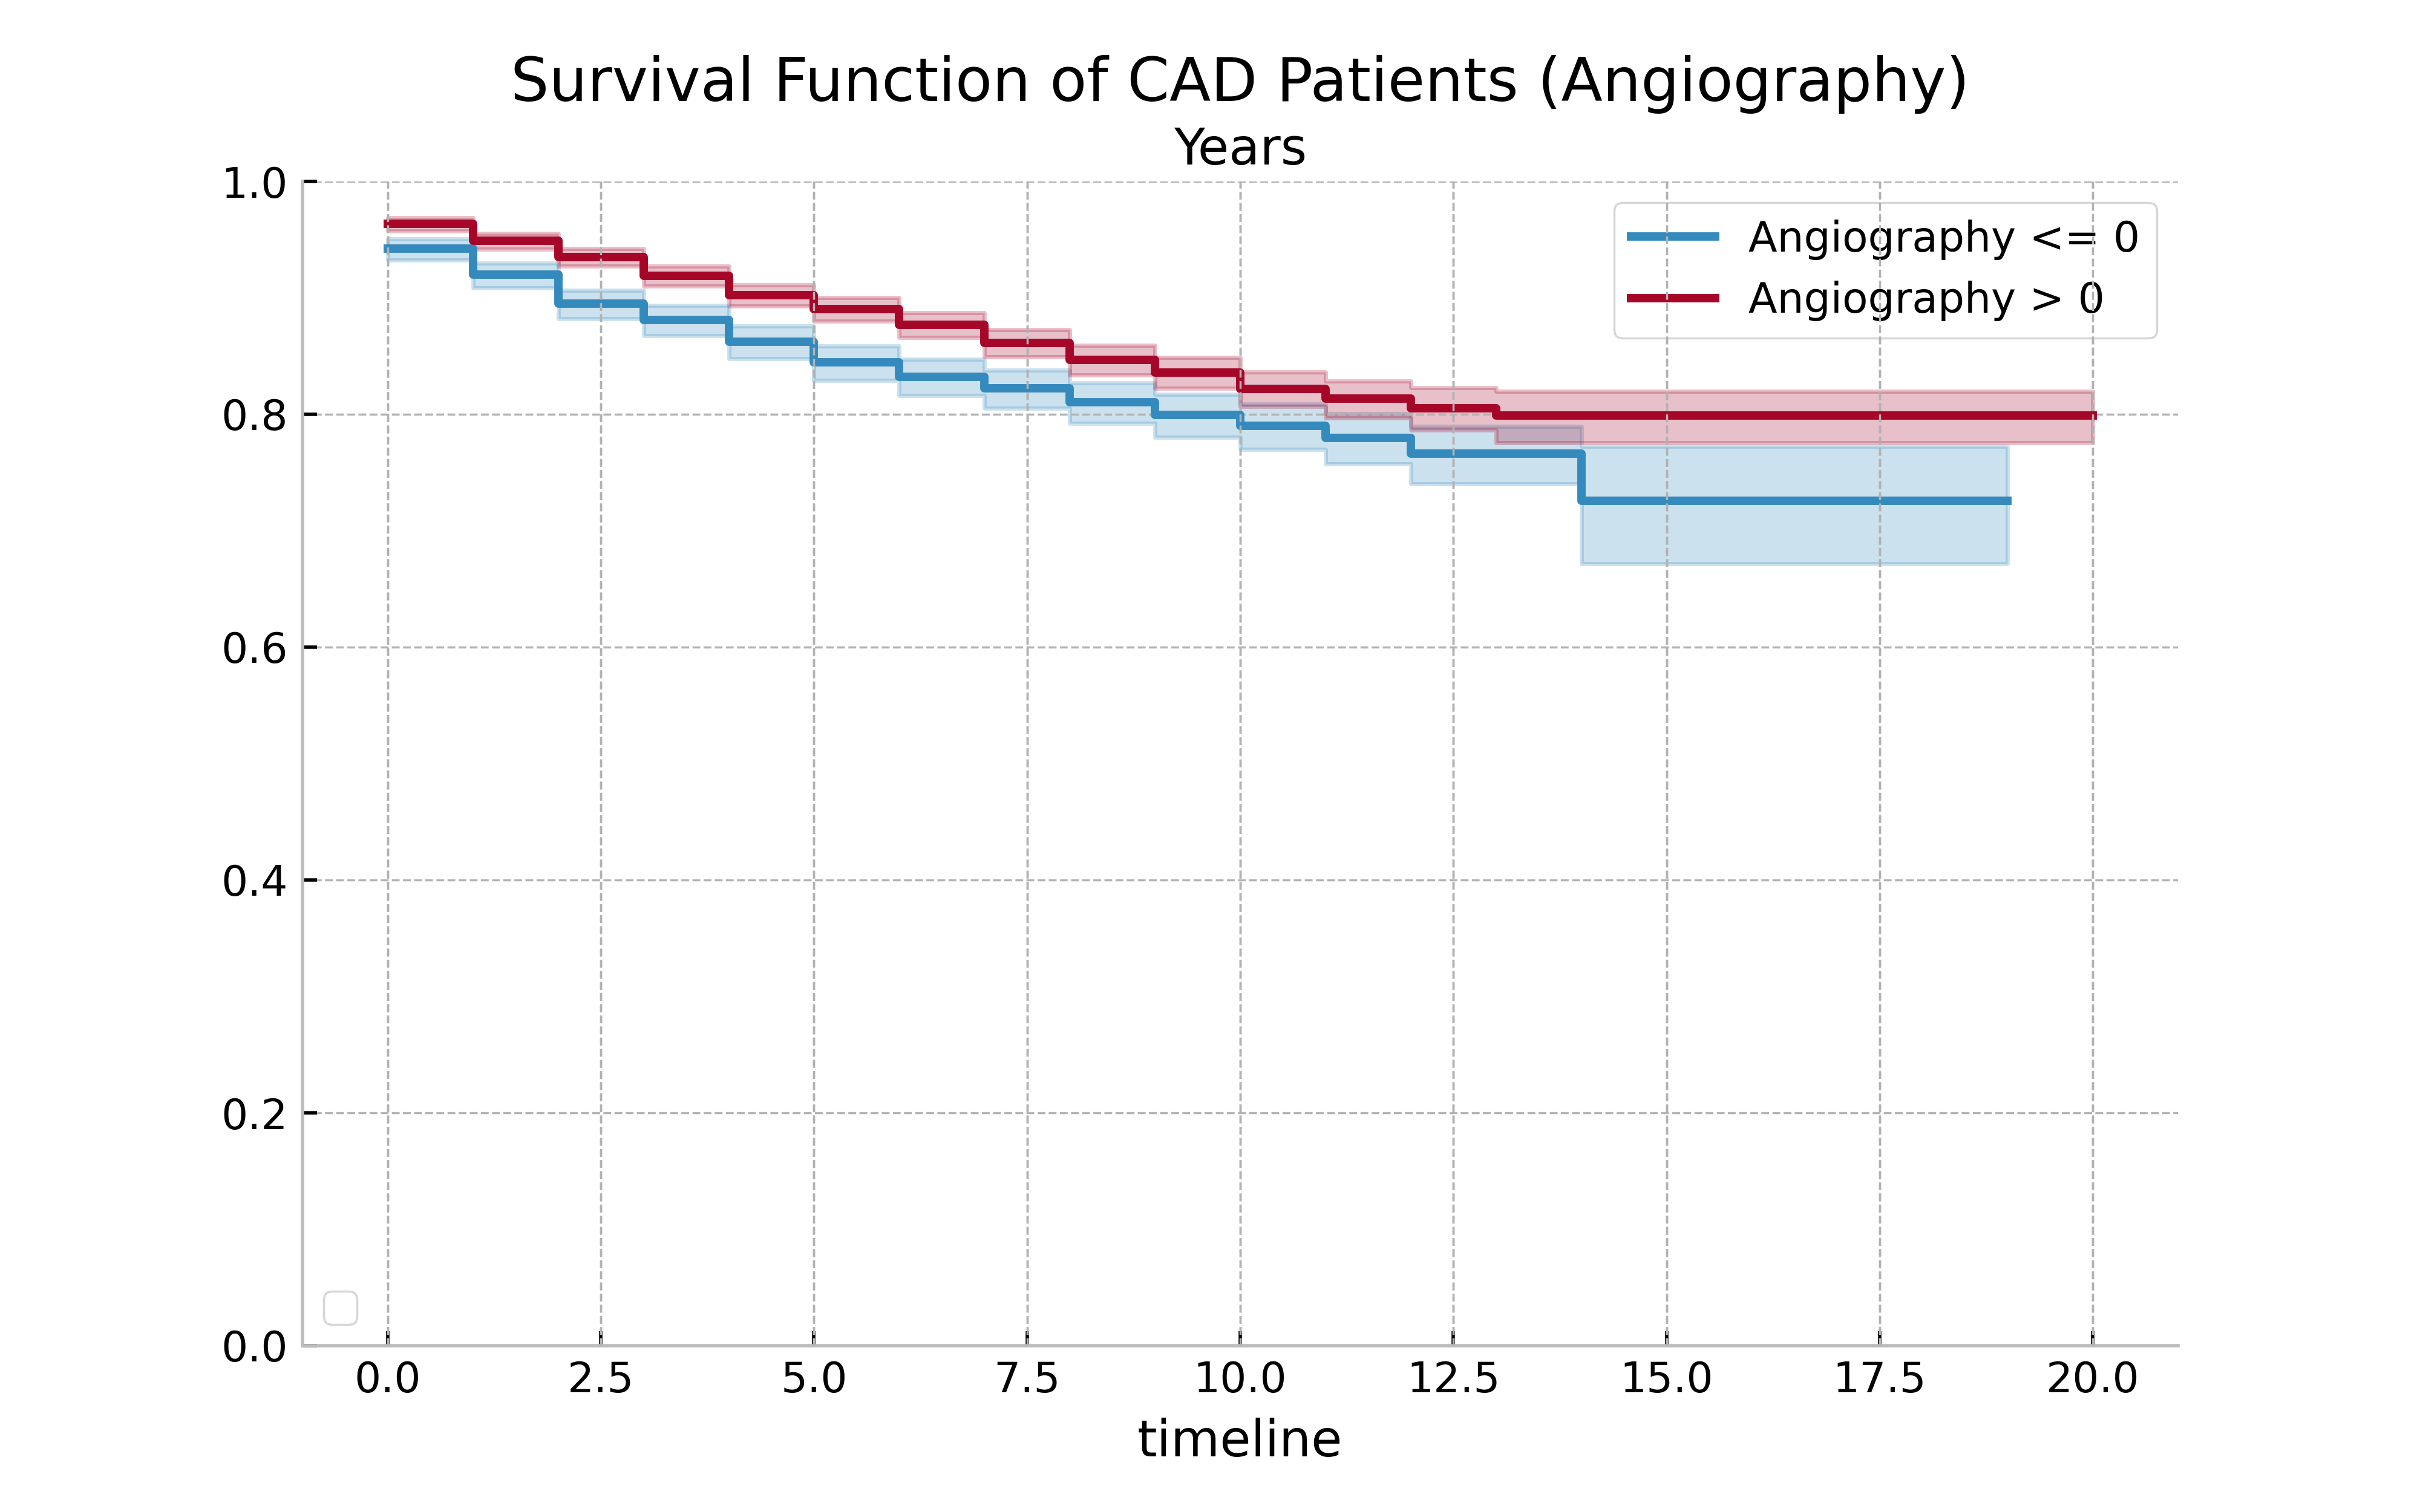 Survival Function of CAD Patients (Angiography)
Years
1.0
0.8
0.6
0.4
0.2
0.0
Angiography <= 0
Angiography > 0
0.0 2.5 5.0 7.5 10.0 12.5 15.0 17.5 20.0
timeline